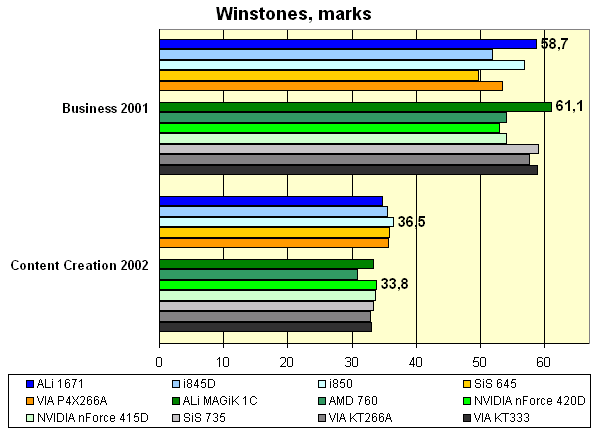 Winstones, marks
58,7
Business 2001
61,1
36,5
Content Creation 2002
33,8
0 10 20 30 40 50 60
ALi 1671 i845D i850 SiS 645
VIA P4X266A ALi MAGiK 1C AMD 760 NVIDIA nForce 420D
NVIDIA nForce 415D SiS 735 VIA KT266A VIA KT333